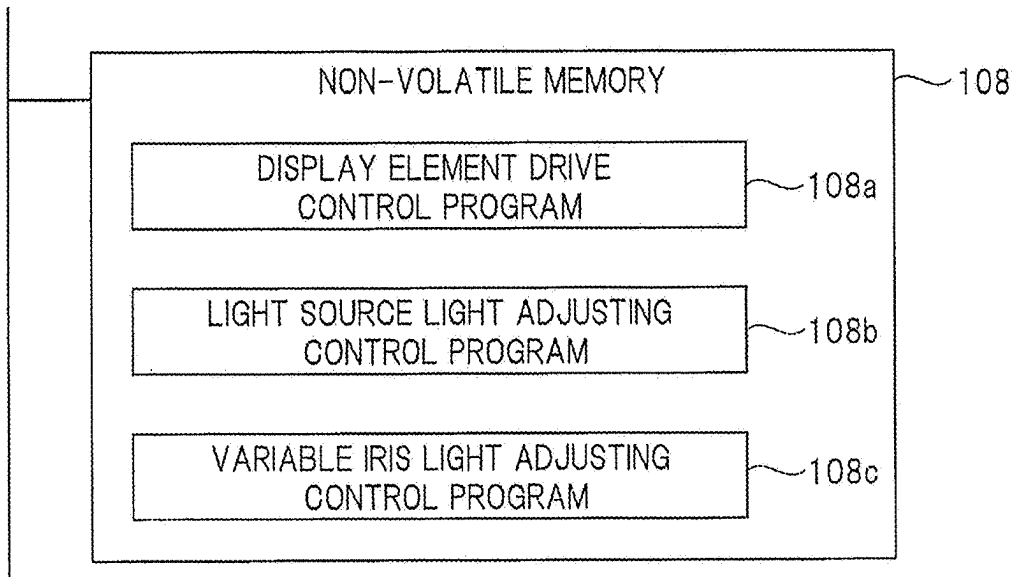 NON-VOLATILE MEMORY
108
DISPLAY ELEMENT DRIVE
CONTROL PROGRAM
108a
LIGHT SOURCE LIGHT ADJUSTING
CONTROL PROGRAM
108b
VARIABLE IRIS LIGHT ADJUSTING
CONTROL PROGRAM
108c